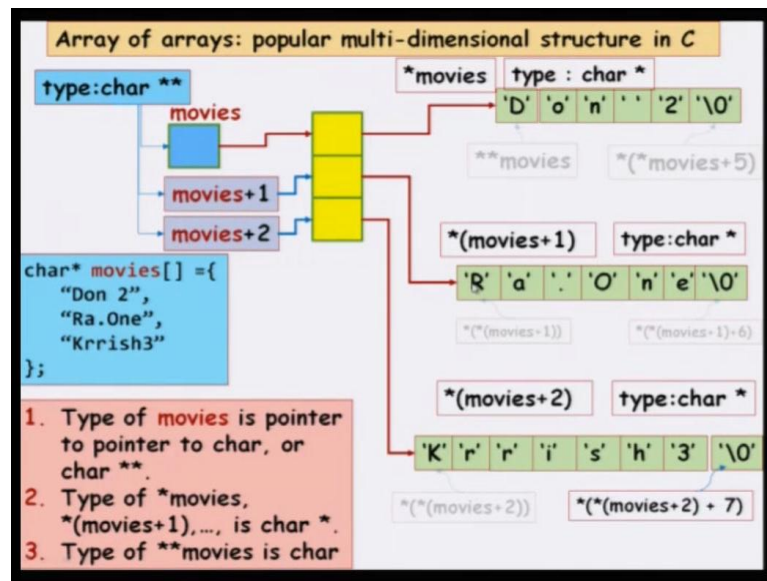 Array of arrays: popular multi-dimensional structure in C
type:char **
*movies type : char *
movies
'D' 'o' 'n' ' ' '2' '\0'
**movies *(*movies+5)
movies+1
movies+2
*(movies+1) type:char *
'R' 'a' '.' 'O' 'n' 'e' '\0'
*(*(movies+1)) *(*(movies+1)+6)
char* movies[] ={
"Don 2",
"Ra.One",
"Krrish3"
};
*(movies+2) type:char *
'K' 'r' 'r' 'i' 's' 'h' '3' '\0'
*(*(movies+2)) *(*(movies+2) + 7)
1. Type of movies is pointer
to pointer to char, or
char **.
2. Type of *movies,
*(movies+1),…, is char *.
3. Type of **movies is char